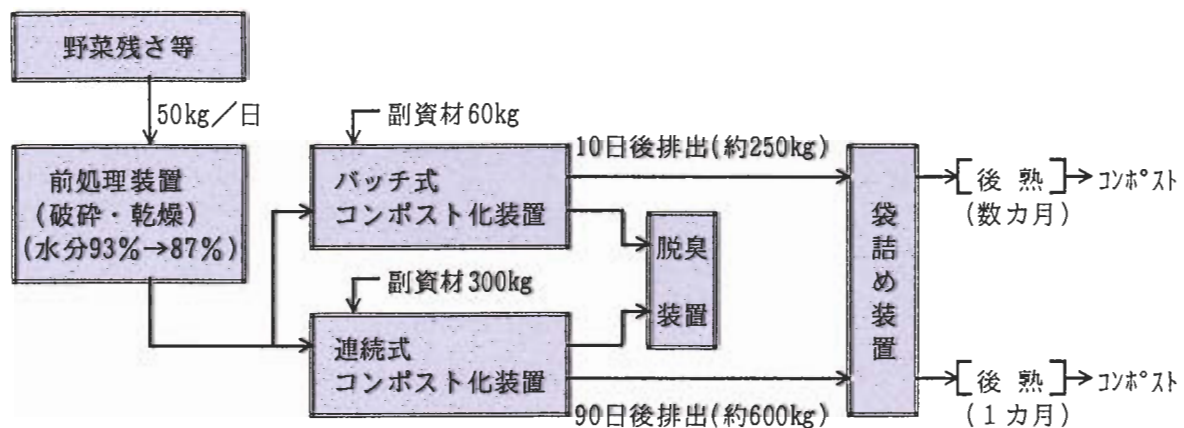 野菜残さ等
50kg/日
前処理装置
(破砕・乾燥)
(水分93%→87%)
副資材60kg
バッチ式
コンポスト化装置
10日後排出(約250kg)
副資材300kg
連続式
コンポスト化装置
90日後排出(約600kg)
脱臭
装置
袋詰め装置
[後熟]
(数カ月)
コンポスト
[後熟]
(1カ月)
コンポスト